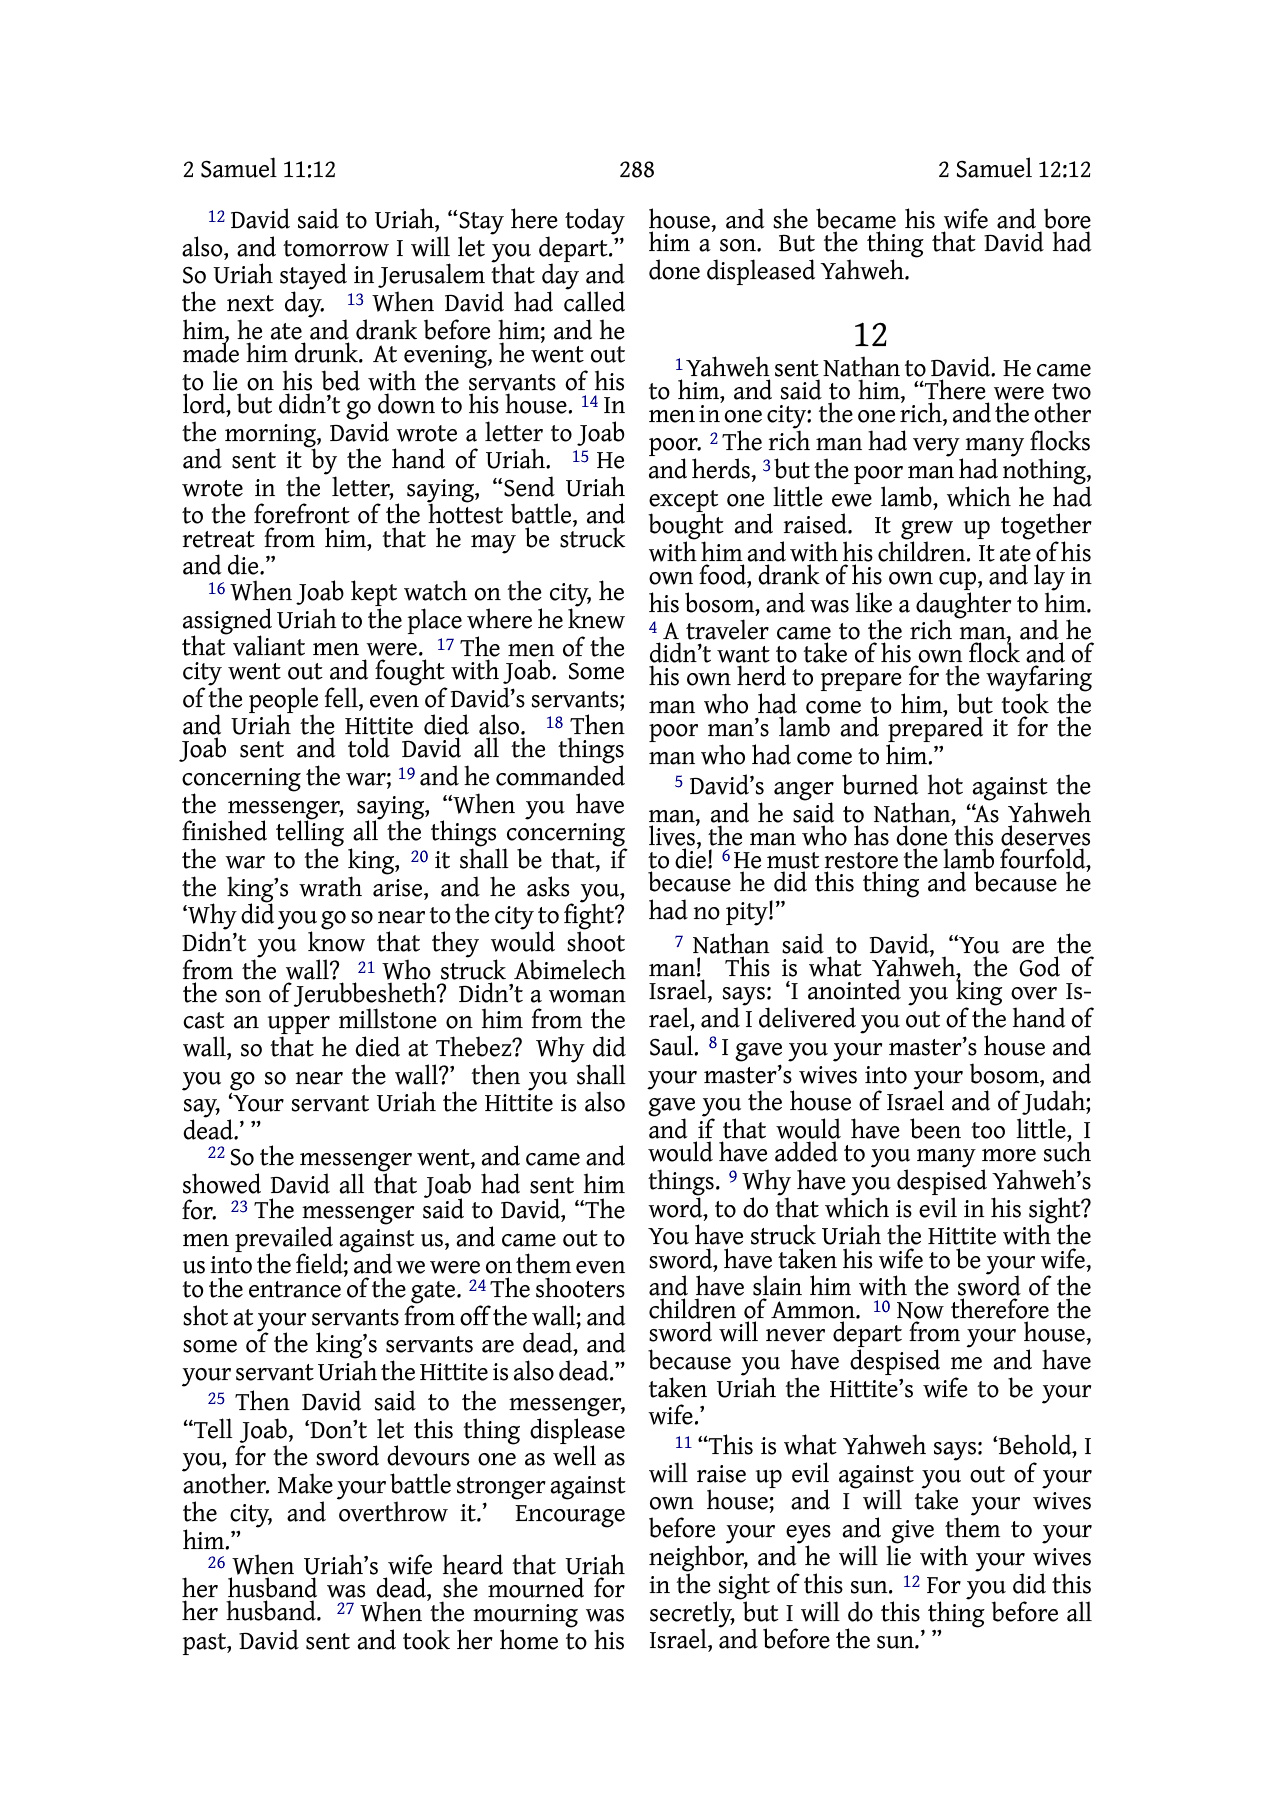 2 Samuel 11:12
288
2 Samuel 12:12
12 David said to Uriah, “Stay here today
also, and tomorrow I will let you depart.”
So Uriah stayed in Jerusalem that day and
the next day. 13 When David had called
him, he ate and drank before him; and he
made him drunk. At evening, he went out
to lie on his bed with the servants of his
lord, but didn’t go down to his house. 14 In
the morning, David wrote a letter to Joab
and sent it by the hand of Uriah. 15 He
wrote in the letter, saying, “Send Uriah
to the forefront of the hottest battle, and
retreat from him, that he may be struck
and die.”
16 When Joab kept watch on the city, he
assigned Uriah to the place where he knew
that valiant men were. 17 The men of the
city went out and fought with Joab. Some
of the people fell, even of David’s servants;
and Uriah the Hittite died also. 18 Then
Joab sent and told David all the things
concerning the war; 19 and he commanded
the messenger, saying, “When you have
finished telling all the things concerning
the war to the king, 20 it shall be that, if
the king’s wrath arise, and he asks you,
‘Why did you go so near to the city to fight?
Didn’t you know that they would shoot
from the wall? 21 Who struck Abimelech
the son of Jerubbesheth? Didn’t a woman
cast an upper millstone on him from the
wall, so that he died at Thebez? Why did
you go so near the wall?’ then you shall
say, ‘Your servant Uriah the Hittite is also
dead.’ ”
22 So the messenger went, and came and
showed David all that Joab had sent him
for. 23 The messenger said to David, “The
men prevailed against us, and came out to
us into the field; and we were on them even
to the entrance of the gate. 24 The shooters
shot at your servants from off the wall; and
some of the king’s servants are dead, and
your servant Uriah the Hittite is also dead.”
25 Then David said to the messenger,
“Tell Joab, ‘Don’t let this thing displease
you, for the sword devours one as well as
another. Make your battle stronger against
the city, and overthrow it.’ Encourage
him.”
26 When Uriah’s wife heard that Uriah
her husband was dead, she mourned for
her husband. 27 When the mourning was
past, David sent and took her home to his
house, and she became his wife and bore
him a son. But the thing that David had
done displeased Yahweh.
12
1 Yahweh sent Nathan to David. He came
to him, and said to him, “There were two
men in one city: the one rich, and the other
poor. 2 The rich man had very many flocks
and herds, 3 but the poor man had nothing,
except one little ewe lamb, which he had
bought and raised. It grew up together
with him and with his children. It ate of his
own food, drank of his own cup, and lay in
his bosom, and was like a daughter to him.
4 A traveler came to the rich man, and he
didn’t want to take of his own flock and of
his own herd to prepare for the wayfaring
man who had come to him, but took the
poor man’s lamb and prepared it for the
man who had come to him.”
5 David’s anger burned hot against the
man, and he said to Nathan, “As Yahweh
lives, the man who has done this deserves
to die! 6 He must restore the lamb fourfold,
because he did this thing and because he
had no pity!”
7 Nathan said to David, “You are the
man! This is what Yahweh, the God of
Israel, says: ‘I anointed you king over Is-
rael, and I delivered you out of the hand of
Saul. 8 I gave you your master’s house and
your master’s wives into your bosom, and
gave you the house of Israel and of Judah;
and if that would have been too little, I
would have added to you many more such
things. 9 Why have you despised Yahweh’s
word, to do that which is evil in his sight?
You have struck Uriah the Hittite with the
sword, have taken his wife to be your wife,
and have slain him with the sword of the
children of Ammon. 10 Now therefore the
sword will never depart from your house,
because you have despised me and have
taken Uriah the Hittite’s wife to be your
wife.’
11 “This is what Yahweh says: ‘Behold, I
will raise up evil against you out of your
own house; and I will take your wives
before your eyes and give them to your
neighbor, and he will lie with your wives
in the sight of this sun. 12 For you did this
secretly, but I will do this thing before all
Israel, and before the sun.’ ”